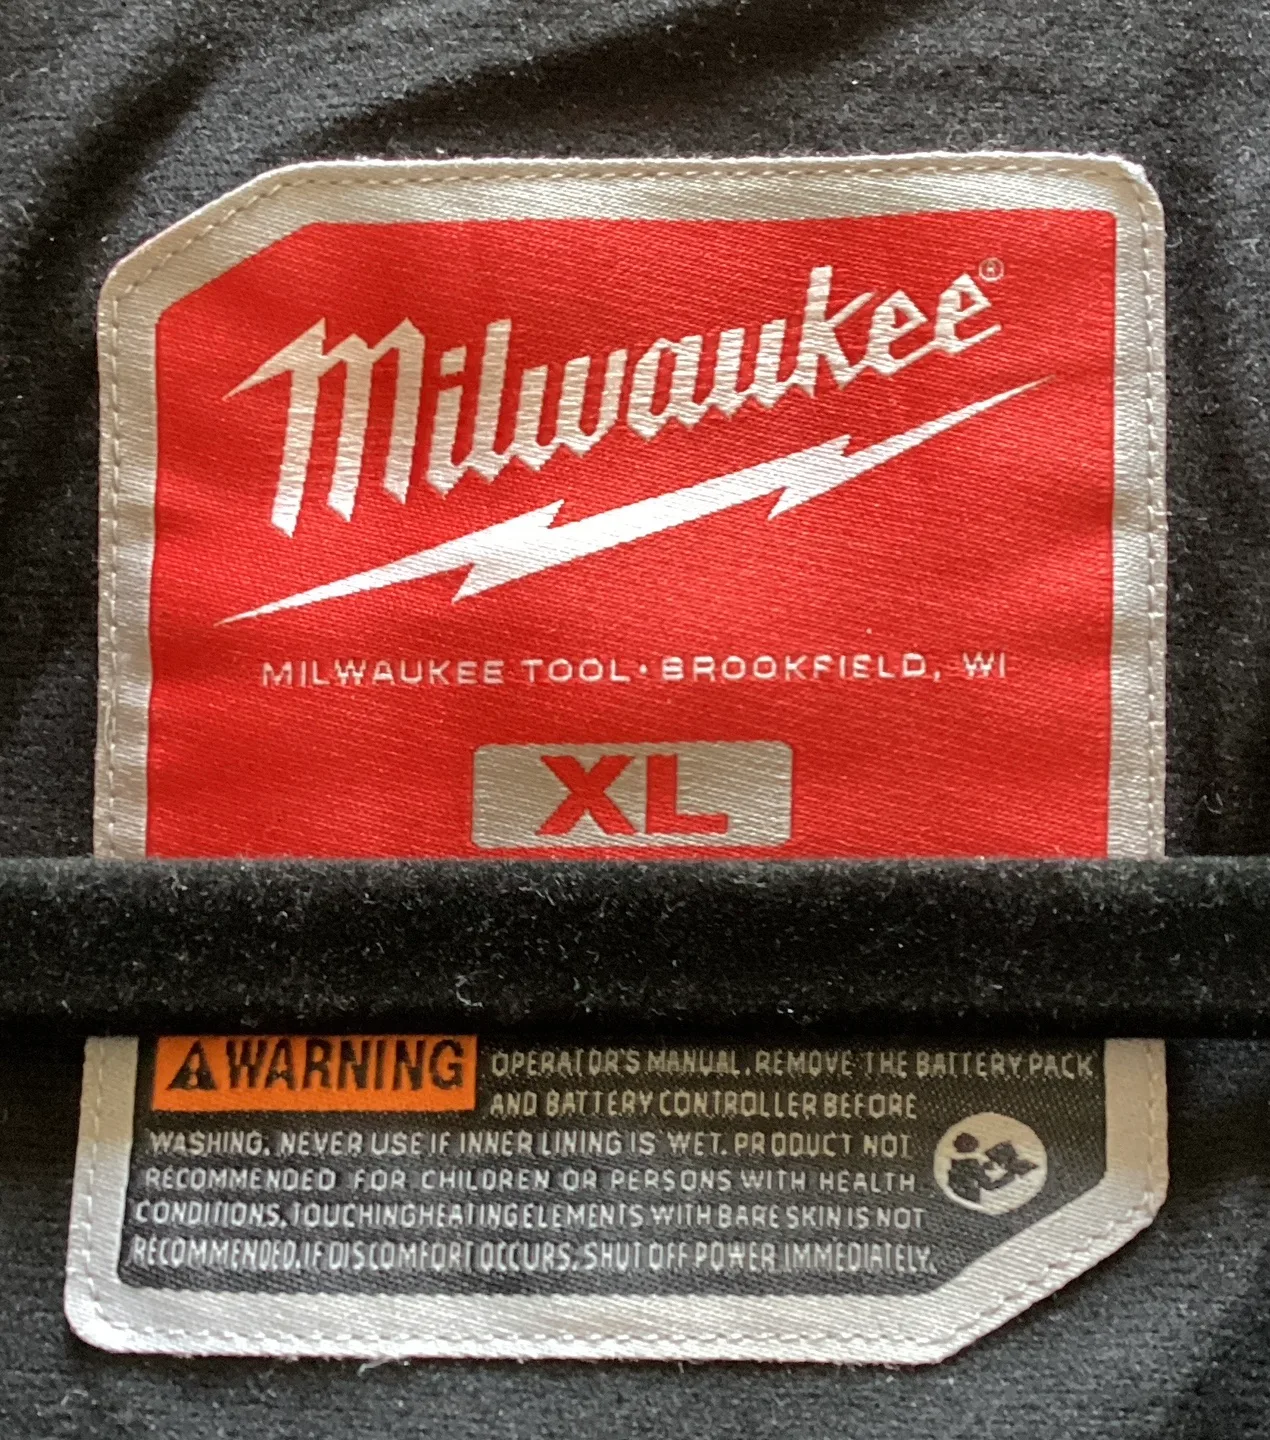 Milwaukee®
MILWAUKEE TOOL • BROOKFIELD, WI
XL
WARNING
OPERATOR'S MANUAL. REMOVE THE BATTERY PACK
AND BATTERY CONTROLLER BEFORE
WASHING. NEVER USE IF INNER LINING IS WET. PRODUCT NOT
RECOMMENDED FOR CHILDREN OR PERSONS WITH HEALTH
CONDITIONS. TOUCHING HEATING ELEMENTS WITH BARE SKIN IS NOT
RECOMMENDED. IF DISCOMFORT OCCURS, SHUT OFF POWER IMMEDIATELY.